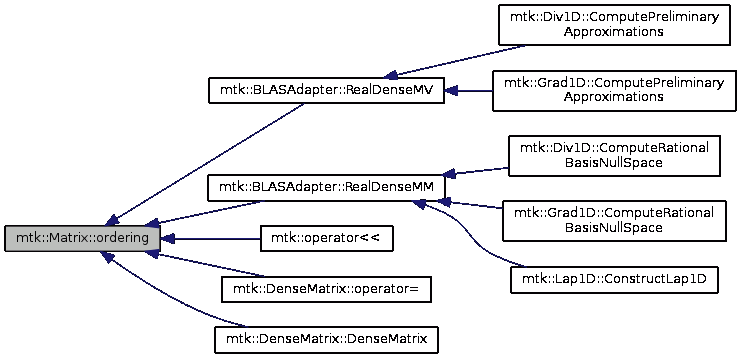 mtk::Div1D::ComputePreliminary
Approximations
mtk::BLASAdapter::RealDenseMV
mtk::Grad1D::ComputePreliminary
Approximations
mtk::Div1D::ComputeRational
BasisNullSpace
mtk::BLASAdapter::RealDenseMM
mtk::Grad1D::ComputeRational
BasisNullSpace
mtk::Matrix::ordering
mtk::operator<<
mtk::Lap1D::ConstructLap1D
mtk::DenseMatrix::operator=
mtk::DenseMatrix::DenseMatrix